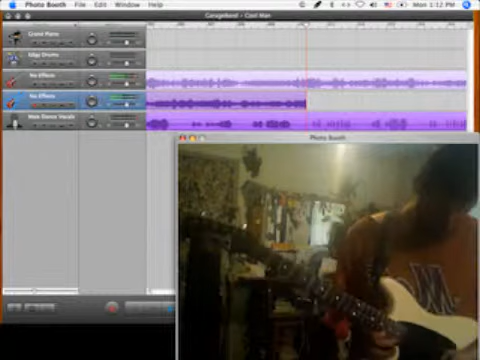 Photo Booth File Edit Window Help
Mon 1:12 PM
GarageBand - Cool Man
Grand Piano
Edgy Drums
No Effects
No Effects
Male Dance Vocals
Photo Booth